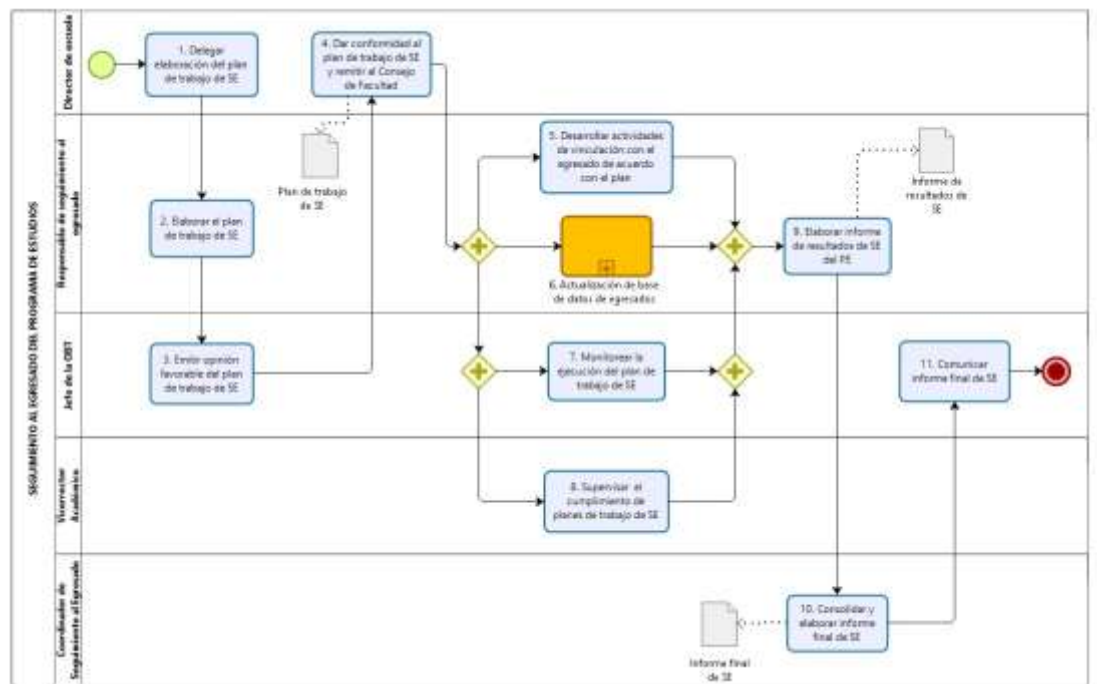 SEGUIMIENTO AL EGRESADO DEL PROGRAMA DE ESTUDIOS
Director de escuela
1. Delegar
elaboración del plan
de trabajo de SE
4. Dar conformidad al
plan de trabajo de SE
y remitir al Consejo
de Facultad
Responsable de seguimiento al
egresado
Plan de trabajo
de SE
2. Elaborar el plan
de trabajo de SE
5. Desarrollar actividades
de vinculación con el
egresado de acuerdo
con el plan
6. Actualización de base
de datos de egresados
9. Elaborar informe
de resultados de SE
del PE
Informe de
resultados de
SE
Jefe de la
3. Emitir opinión
favorable del plan
de trabajo de SE
7. Monitorear la
ejecución del plan de
trabajo de SE
11. Comunicar
informe final de SE
Vicerrector
Académico
8. Supervisar el
cumplimiento de
planes de trabajo de SE
Coordinador de
Seguimiento al Egresado
10. Consolidar y
elaborar informe
final de SE
Informe final
de SE